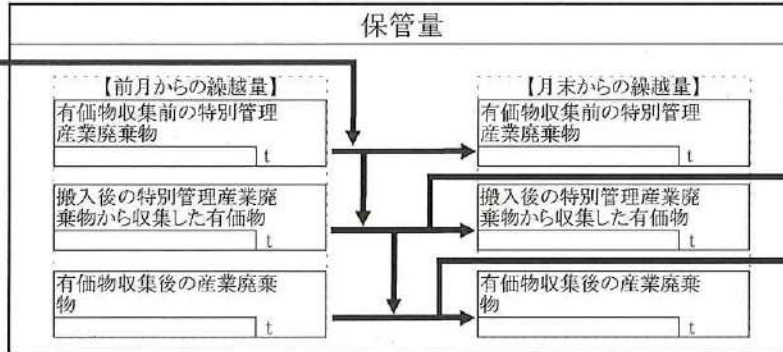 保管量
【前月からの繰越量】
有価物収集前の特別管理
産業廃棄物
t
搬入後の特別管理産業廃
棄物から収集した有価物
t
有価物収集後の産業廃棄
物
t
【月末からの繰越量】
有価物収集前の特別管理
産業廃棄物
t
搬入後の特別管理産業廃
棄物から収集した有価物
t
有価物収集後の産業廃棄
物
t